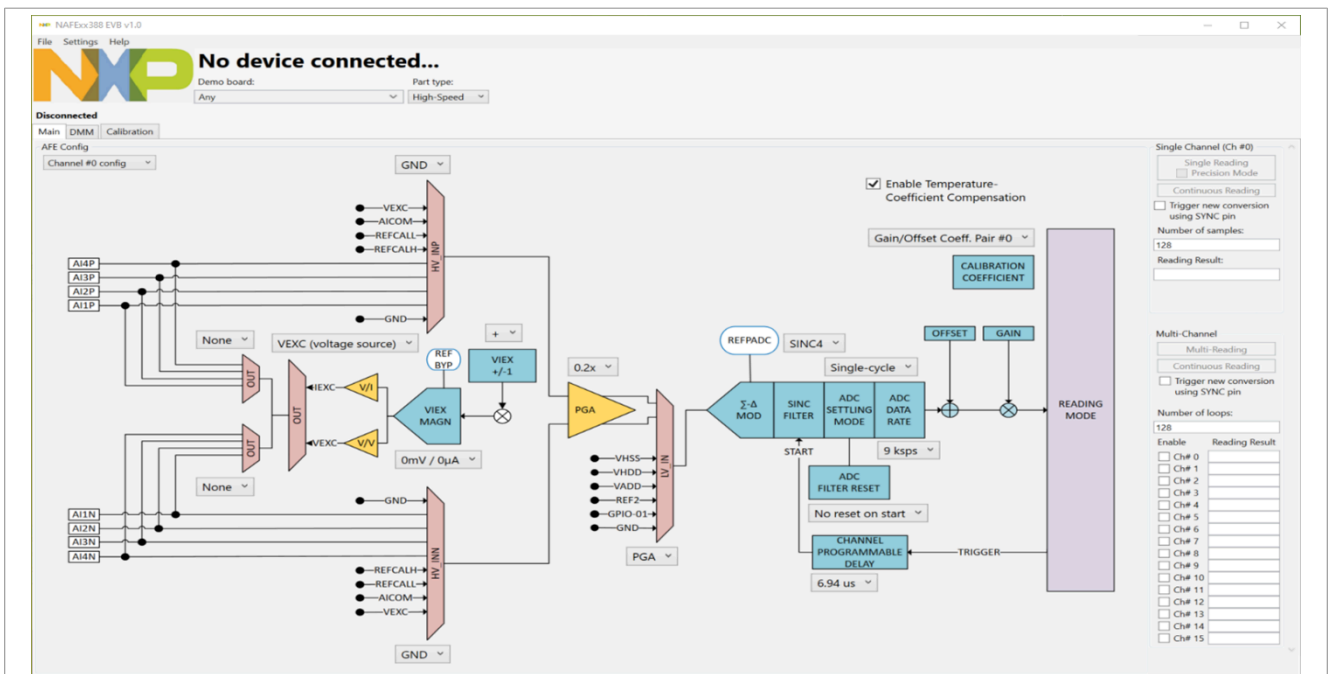 NAFExx388 EVB v1.0
File Settings Help
NXP
No device connected...
Demo board:
Part type:
Any
High-Speed
Disconnected
Main DMM Calibration
AFE Config
Channel #0 config
GND
VEXC
AICOM
REFCALL
REFCALH
HV_INP
GND
AI4P
AI3P
AI2P
AI1P
None
VEXC (voltage source)
OUT
OUT
OUT
IEXC
V/I
VEXC
V/V
REF
BYP
VIEX
MAGN
+
VIEX
+/-1
0mV / 0µA
None
AI1N
AI2N
AI3N
AI4N
GND
HV_INN
REFCALH
REFCALL
AICOM
VEXC
GND
0.2x
PGA
VHSS
VHDD
VADD
REF2
GPIO-01
GND
LV_IN
PGA
Enable Temperature-
Coefficient Compensation
Gain/Offset Coeff. Pair #0
CALIBRATION
COEFFICIENT
REFPADC
SINC4
Single-cycle
OFFSET
GAIN
∑-Δ
MOD
SINC
FILTER
ADC
SETTLING
MODE
ADC
DATA
RATE
READING
MODE
START
9 ksps
ADC
FILTER RESET
No reset on start
CHANNEL
PROGRAMMABLE
DELAY
TRIGGER
6.94 us
Single Channel (Ch #0)
Single Reading
Precision Mode
Continuous Reading
Trigger new conversion
using SYNC pin
Number of samples:
128
Reading Result:
Multi-Channel
Multi-Reading
Continuous Reading
Trigger new conversion
using SYNC pin
Number of loops:
128
Enable Reading Result
Ch# 0
Ch# 1
Ch# 2
Ch# 3
Ch# 4
Ch# 5
Ch# 6
Ch# 7
Ch# 8
Ch# 9
Ch# 10
Ch# 11
Ch# 12
Ch# 13
Ch# 14
Ch# 15